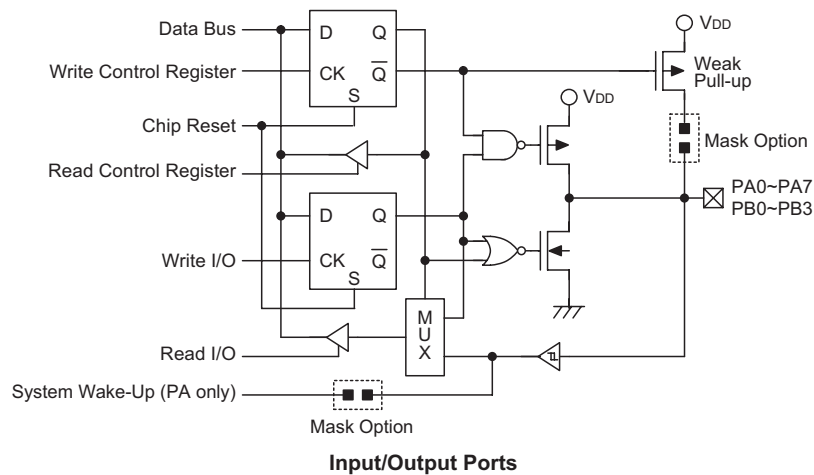 Data Bus
Write Control Register
Chip Reset
Read Control Register
Write I/O
Read I/O
System Wake-Up (PA only)
D Q
CK Q
S
D Q
CK Q
S
M
U
X
VDD
Weak
Pull-up
VDD
Mask Option
PA0~PA7
PB0~PB3
Mask Option
Input/Output Ports